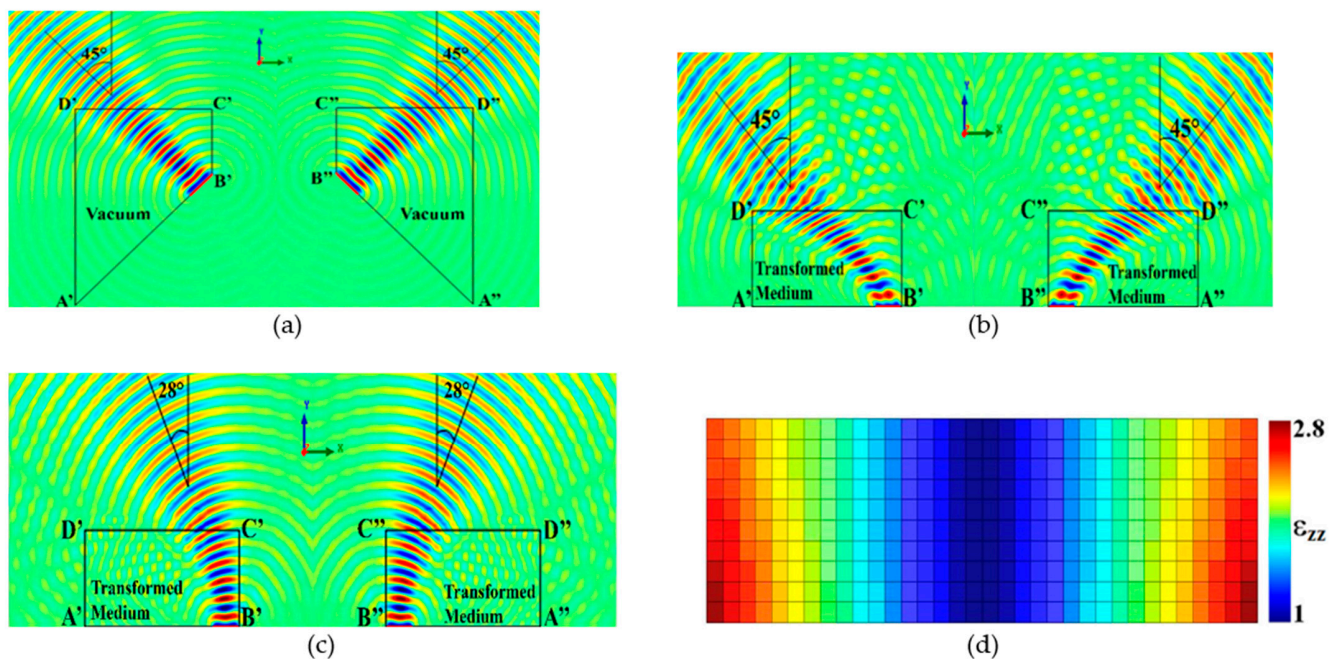 45° 45°
Y
X
D' C' C'' D''
B' B''
Vacuum Vacuum
A' A''
(a)
Y
X
45° 45°
D' C' C'' D''
Transformed Transformed
Medium Medium
A' B' B'' A''
(b)
28° 28°
Y
X
D' C' C'' D''
Transformed Transformed
Medium Medium
A' B' B'' A''
(c)
2.8
εzz
1
(d)